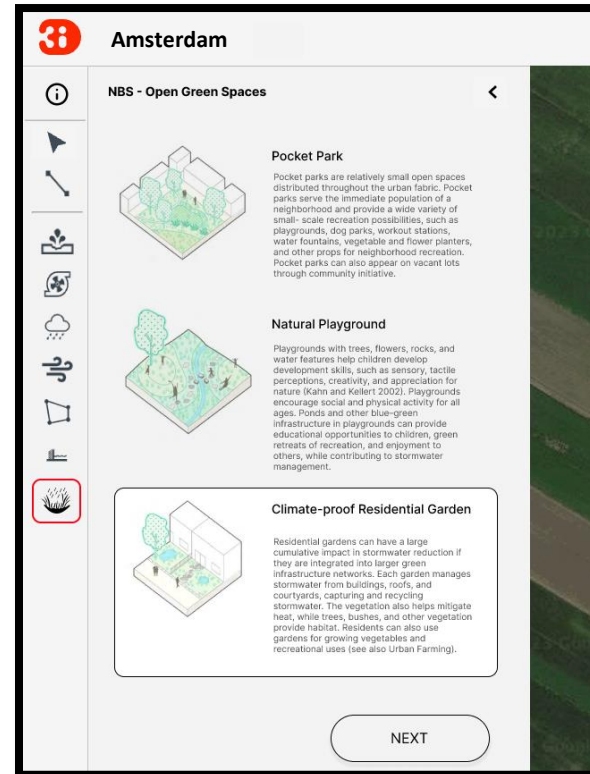 Amsterdam
NBS - Open Green Spaces
Pocket Park
Pocket parks are relatively small open spaces
distributed throughout the urban fabric. Pocket
parks serve the immediate population of a
neighborhood and provide a wide variety of
small- scale recreation possibilities, such as
playgrounds, dog parks, workout stations,
water fountains, vegetable and flower planters,
and other props for neighborhood recreation.
Pocket parks can also appear on vacant lots
through community initiative.
Natural Playground
Playgrounds with trees, flowers, rocks, and
water features help children develop
development skills, such as sensory, tactile
perceptions, creativity, and appreciation for
nature (Kahn and Kellert 2002). Playgrounds
encourage social and physical activity for all
ages. Ponds and other blue-green
infrastructure in playgrounds can provide
educational opportunities to children, green
retreats of recreation, and enjoyment to
others, while contributing to stormwater
management.
Climate-proof Residential Garden
Residential gardens can have a large
cumulative impact in stormwater reduction if
they are integrated into larger green
infrastructure networks. Each garden manages
stormwater from buildings, roofs, and
courtyards, capturing and recycling
stormwater. The vegetation also helps mitigate
heat, while trees, bushes, and other vegetation
provide habitat. Residents can also use
gardens for growing vegetables and
recreational uses (see also Urban Farming).
NEXT